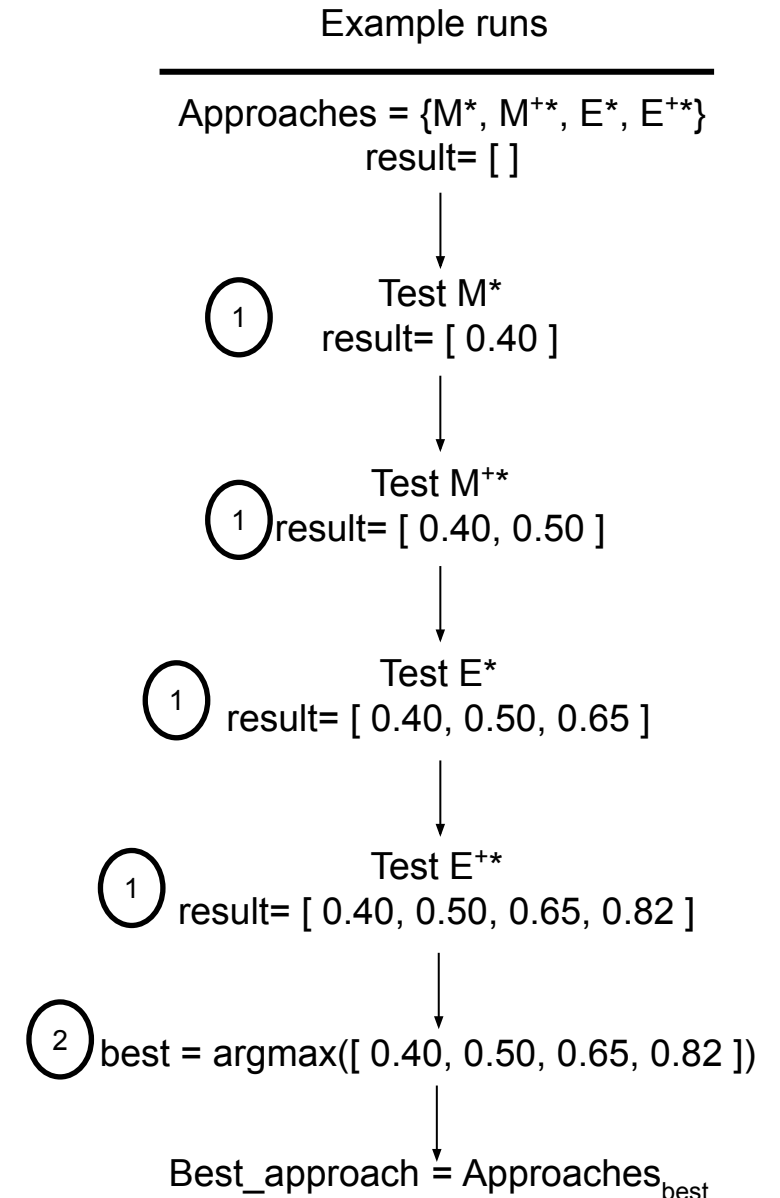 Example runs
Approaches = {M*, M⁺*, E*, E⁺*}
result= [ ]
Test M*
1
result= [ 0.40 ]
Test M⁺*
1
result= [ 0.40, 0.50 ]
Test E*
1
result= [ 0.40, 0.50, 0.65 ]
Test E⁺*
1
result= [ 0.40, 0.50, 0.65, 0.82 ]
2
best = argmax([ 0.40, 0.50, 0.65, 0.82 ])
Best_approach = Approaches_best